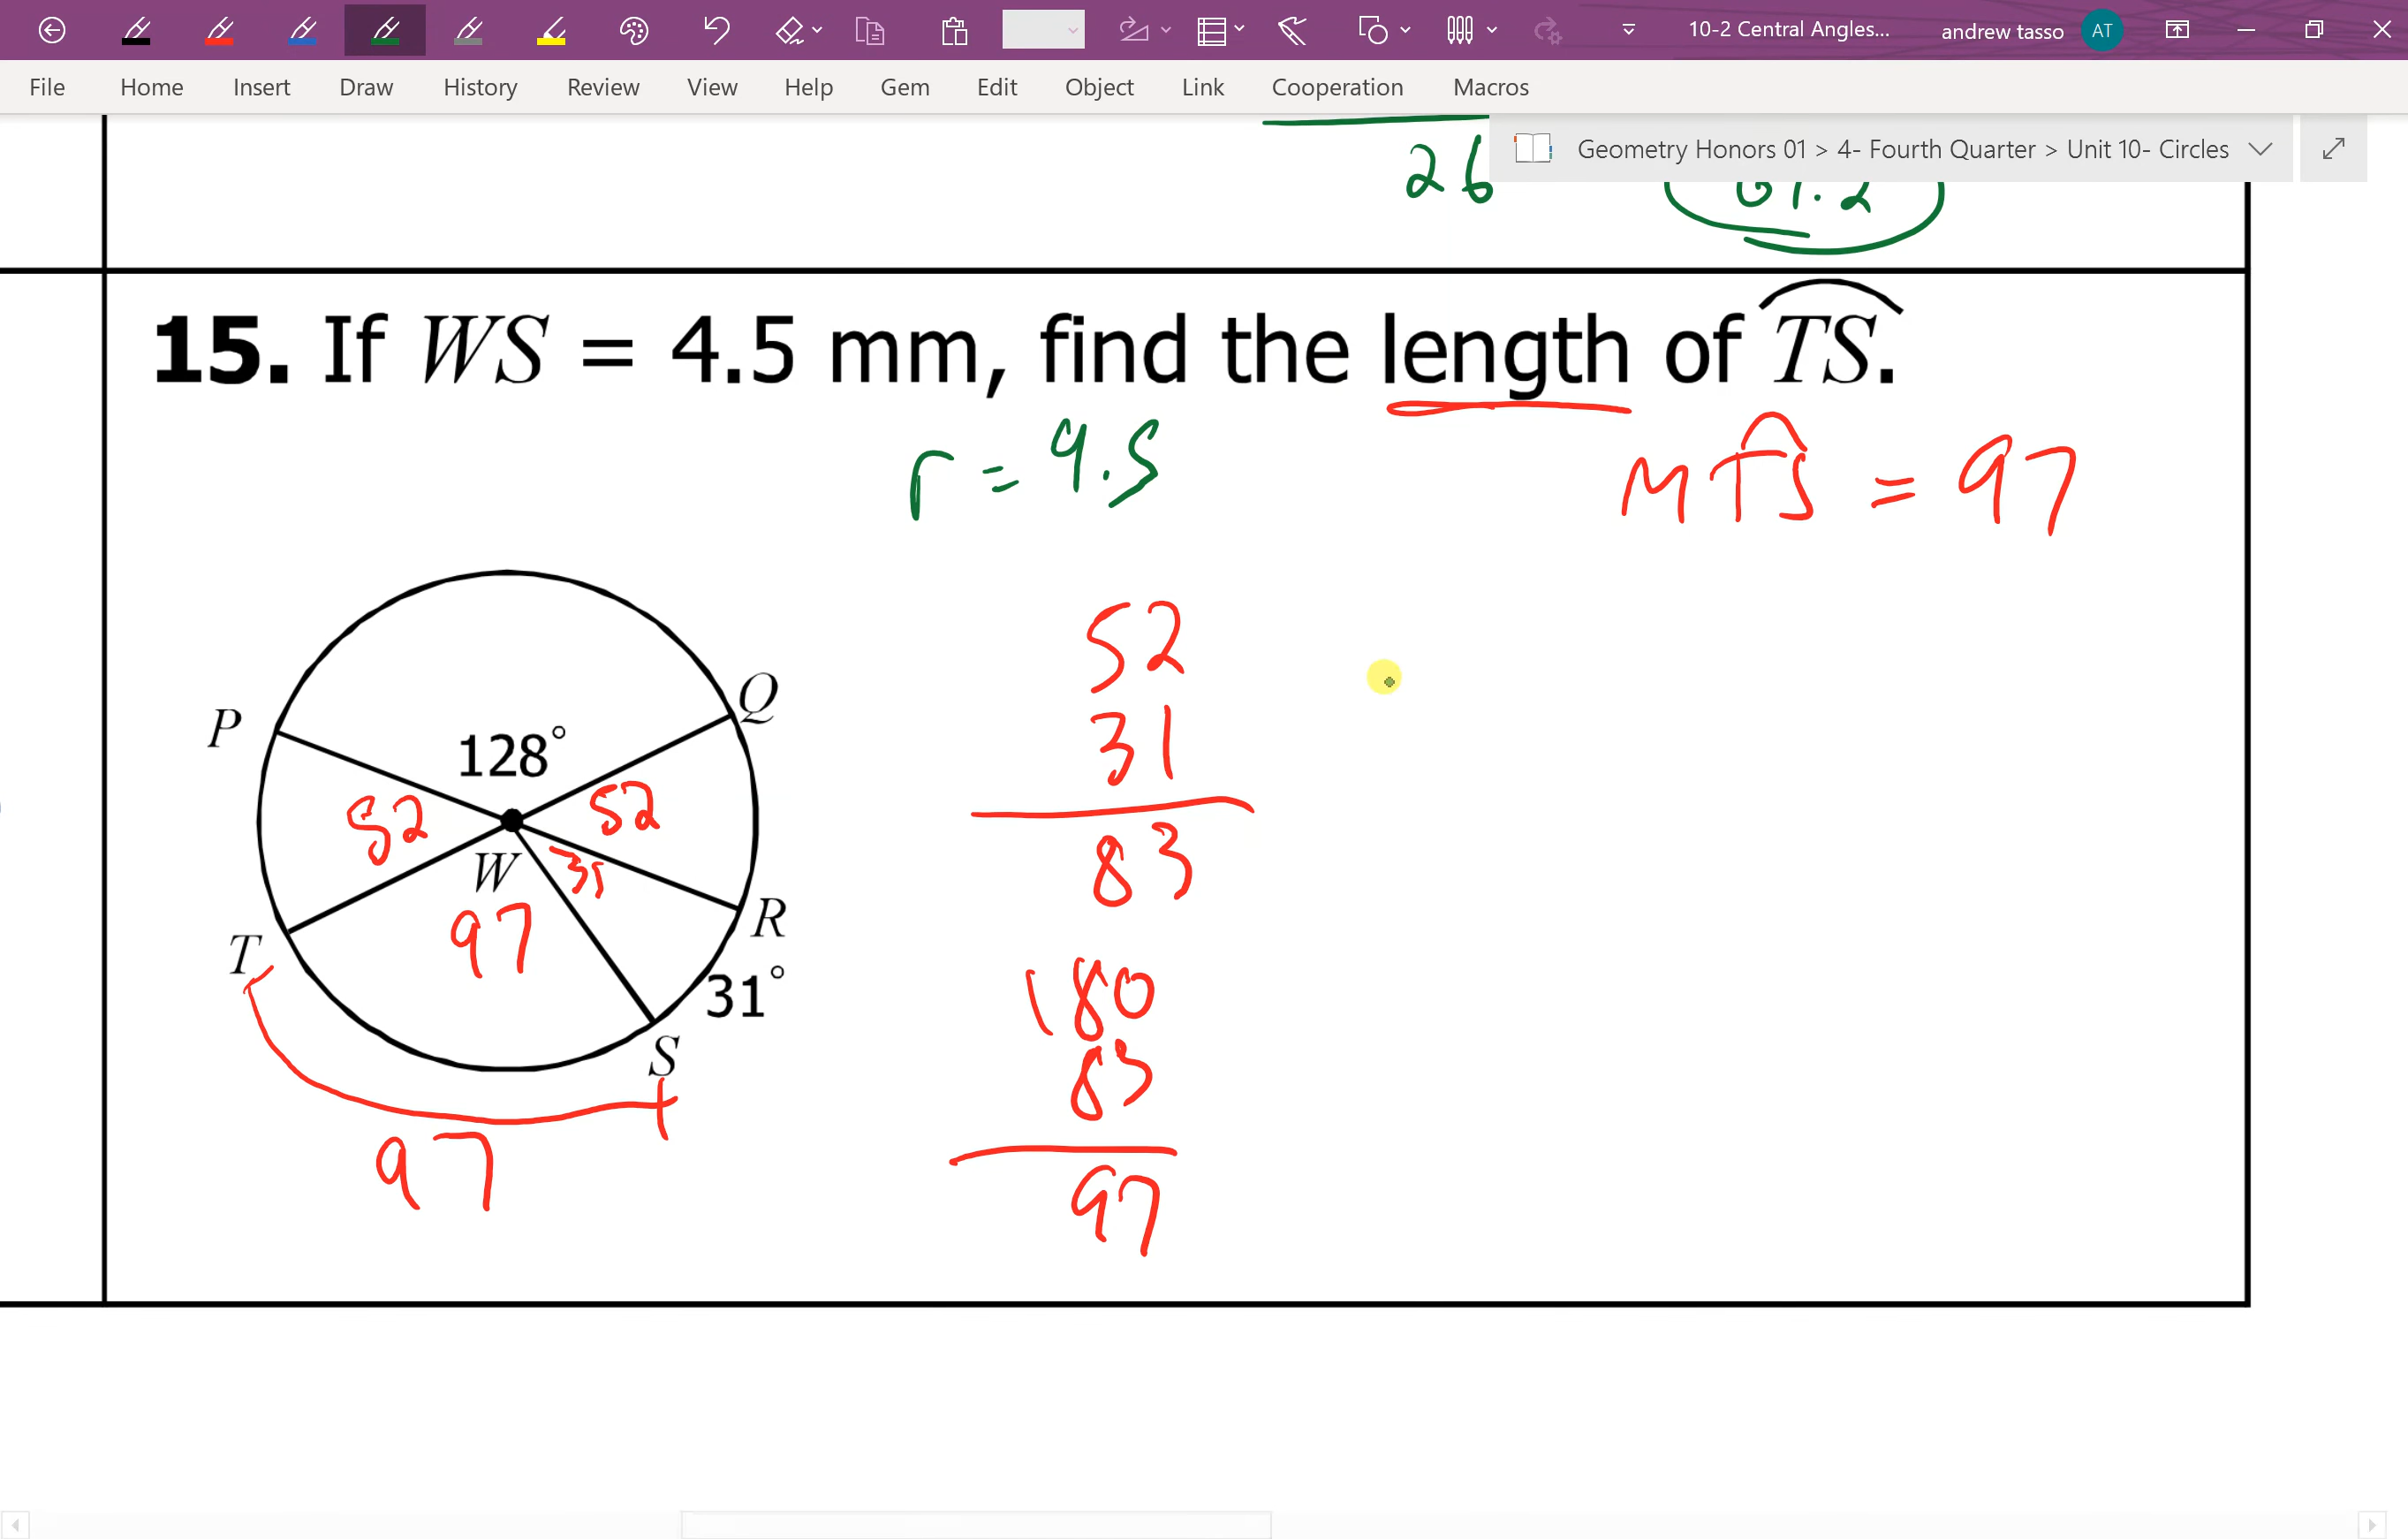 10-2 Central Angles...
andrew tasso
AT
File Home Insert Draw History Review View Help Gem Edit Object Link Cooperation Macros
Geometry Honors 01 > 4- Fourth Quarter > Unit 10- Circles
26
15. If WS = 4.5 mm, find the length of TS.
r = 4.5
mTS = 97
P
Q
128°
52
52
W
31
97
T
R
31°
S
97
52
31
83
180
83
97